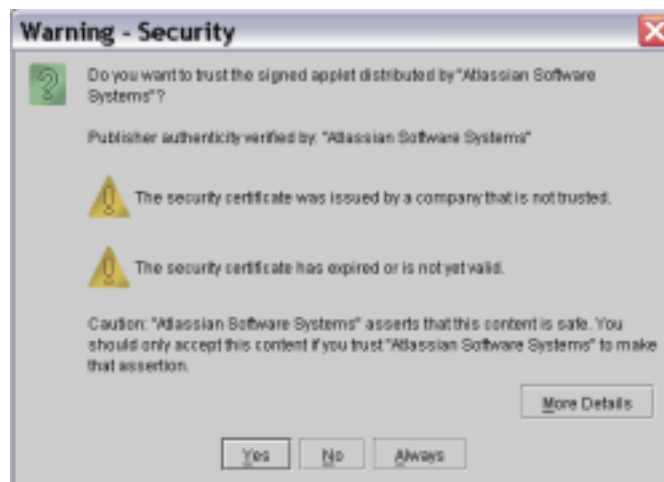 Warning - Security
Do you want to trust the signed applet distributed by "Atlassian Software
Systems"?
Publisher authenticity verified by: "Atlassian Software Systems"
The security certificate was issued by a company that is not trusted.
The security certificate has expired or is not yet valid.
Caution: "Atlassian Software Systems" asserts that this content is safe. You
should only accept this content if you trust "Atlassian Software Systems" to make
that assertion.
More Details
Yes No Always